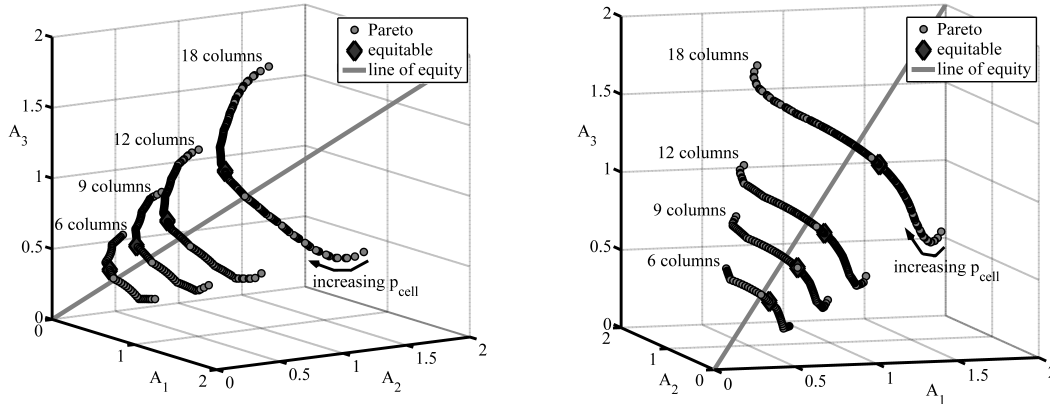 2
1.5
A3
1
0.5
0
0
1
A1
2
0
0.5
1
A2
1.5
2
18 columns
12 columns
9 columns
6 columns
increasing pcell
Pareto
equitable
line of equity
2
1.5
A3
1
0.5
0
1
A2
0
0
0.5
1
A1
1.5
2
18 columns
12 columns
9 columns
6 columns
increasing pcell
Pareto
equitable
line of equity